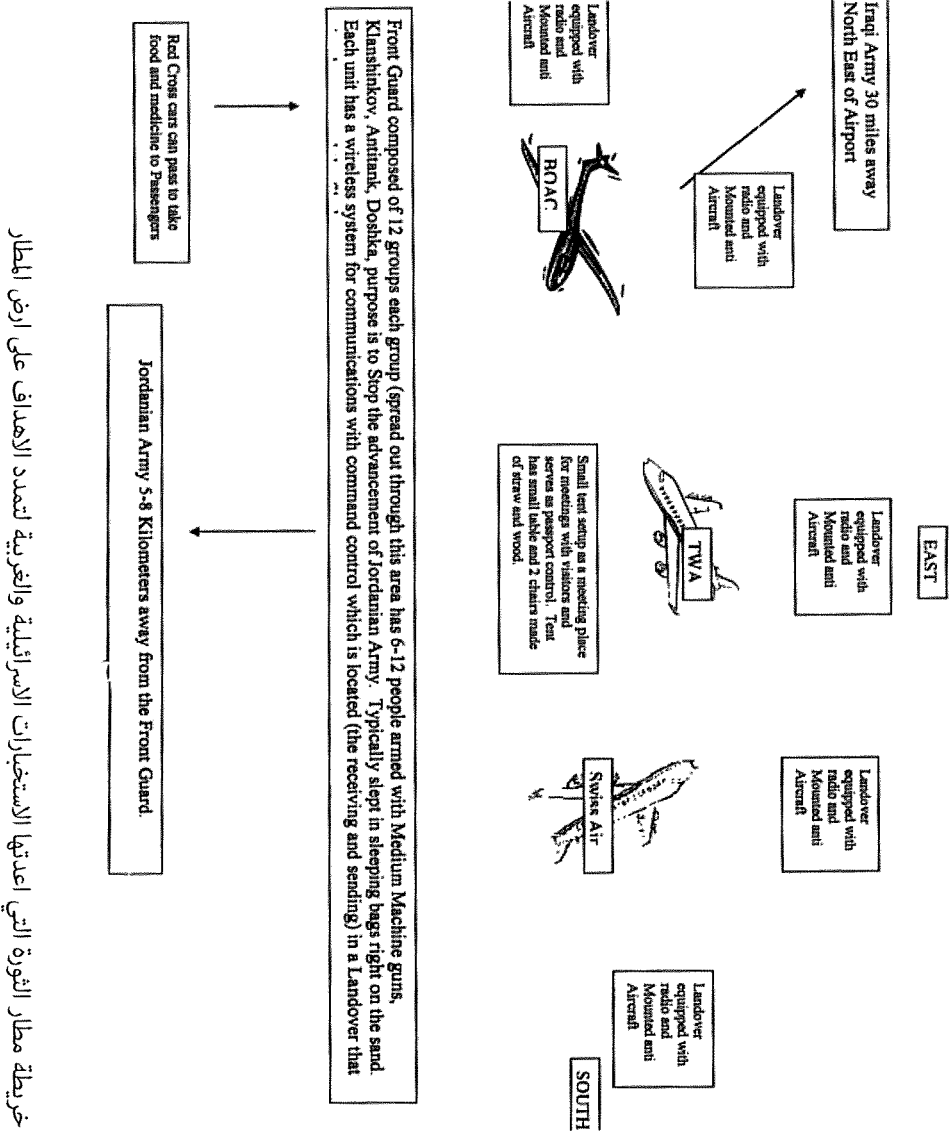 EAST
Iraqi Army 30 miles away
North East of Airport
Landover
equipped with
radio and
Mounted anti
Aircraft
Landover
equipped with
radio and
Mounted anti
Aircraft
Landover
equipped with
radio and
Mounted anti
Aircraft
Landover
equipped with
radio and
Mounted anti
Aircraft
Landover
equipped with
radio and
Mounted anti
Aircraft
BOAC
TWA
Swiss Air
SOUTH
Small tent setup as a meeting place
for meetings with visitors and
serves as passport control. Tent
has small table and 2 chairs made
of straw and wood.
Front Guard composed of 12 groups each group (spread out through this area has 6-12 people armed with Medium Machine guns,
Klanshinkov, Antitank, Doshka, purpose is to Stop the advancement of Jordanian Army. Typically slept in sleeping bags right on the sand.
Each unit has a wireless system for communications with command control which is located (the receiving and sending) in a Landover that
Red Cross cars can pass to take
food and medicine to Passengers
Jordanian Army 5-8 Kilometers away from the Front Guard.
خريطة مطار الثورة التي اعدتها الاستخبارات الاسرائيلية والغربية لتمدد الاهداف على ارض المطار